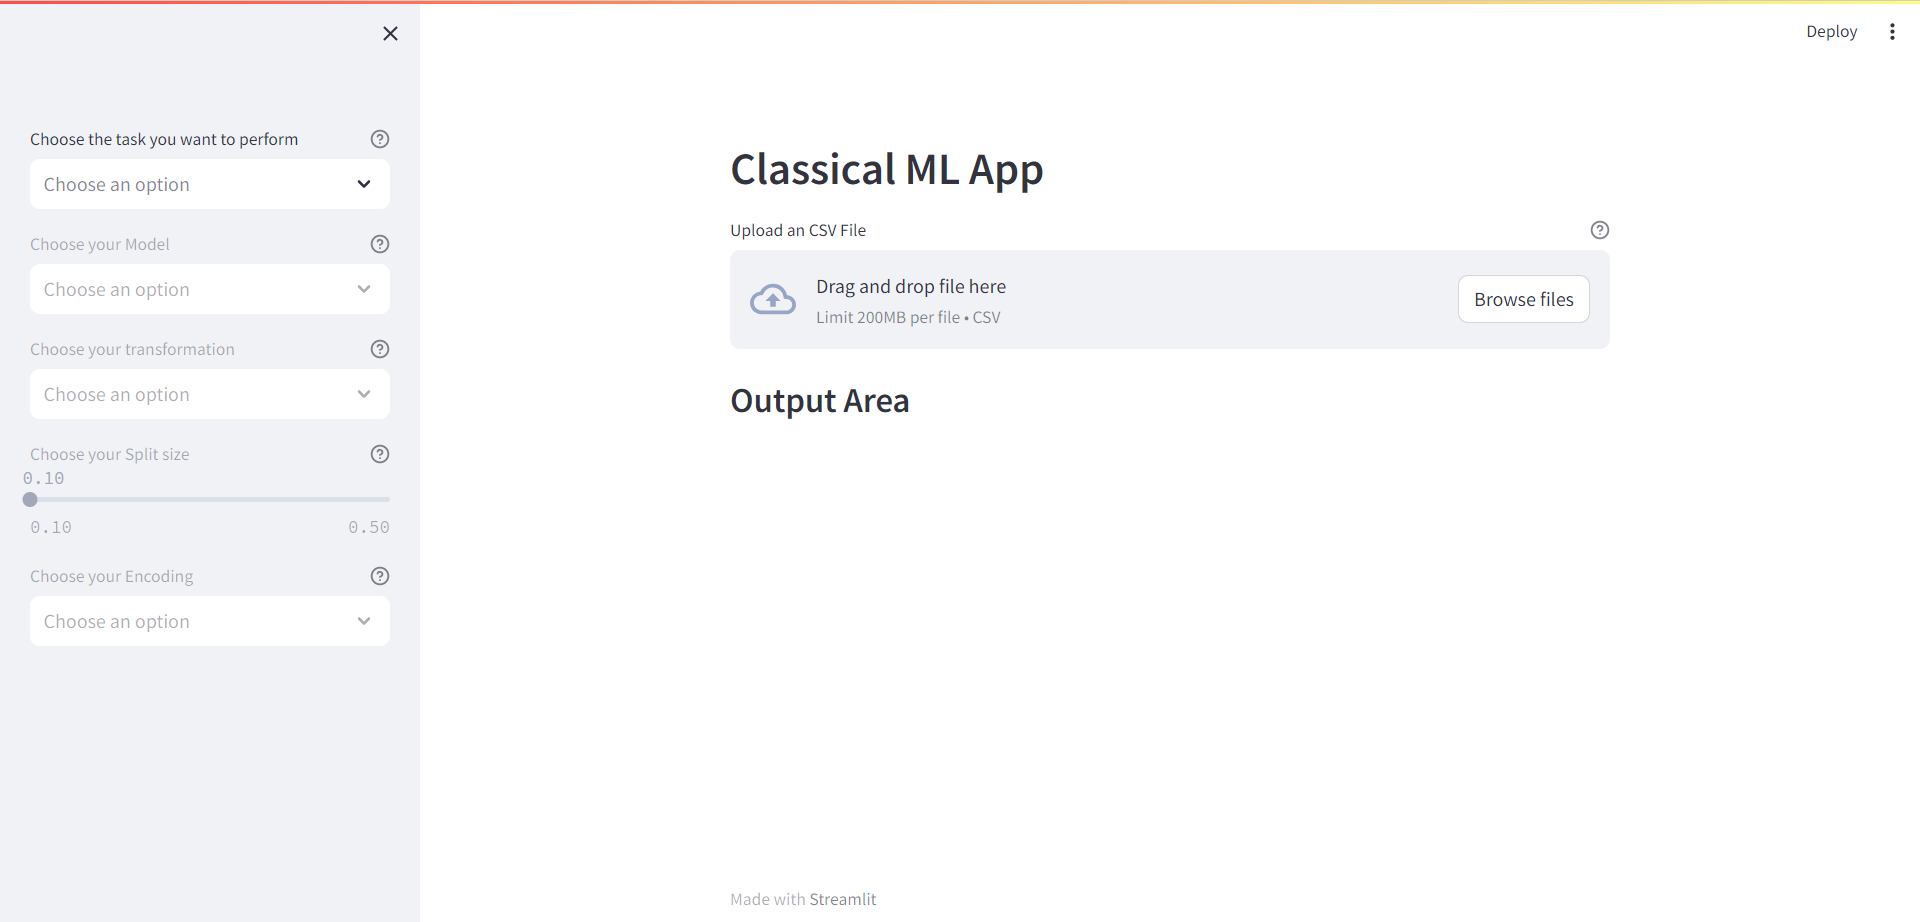 Deploy
Choose the task you want to perform
Choose an option
Choose your Model
Choose an option
Choose your transformation
Choose an option
Choose your Split size
0.10
0.10 0.50
Choose your Encoding
Choose an option
Classical ML App
Upload an CSV File
Drag and drop file here
Limit 200MB per file • CSV
Browse files
Output Area
Made with Streamlit